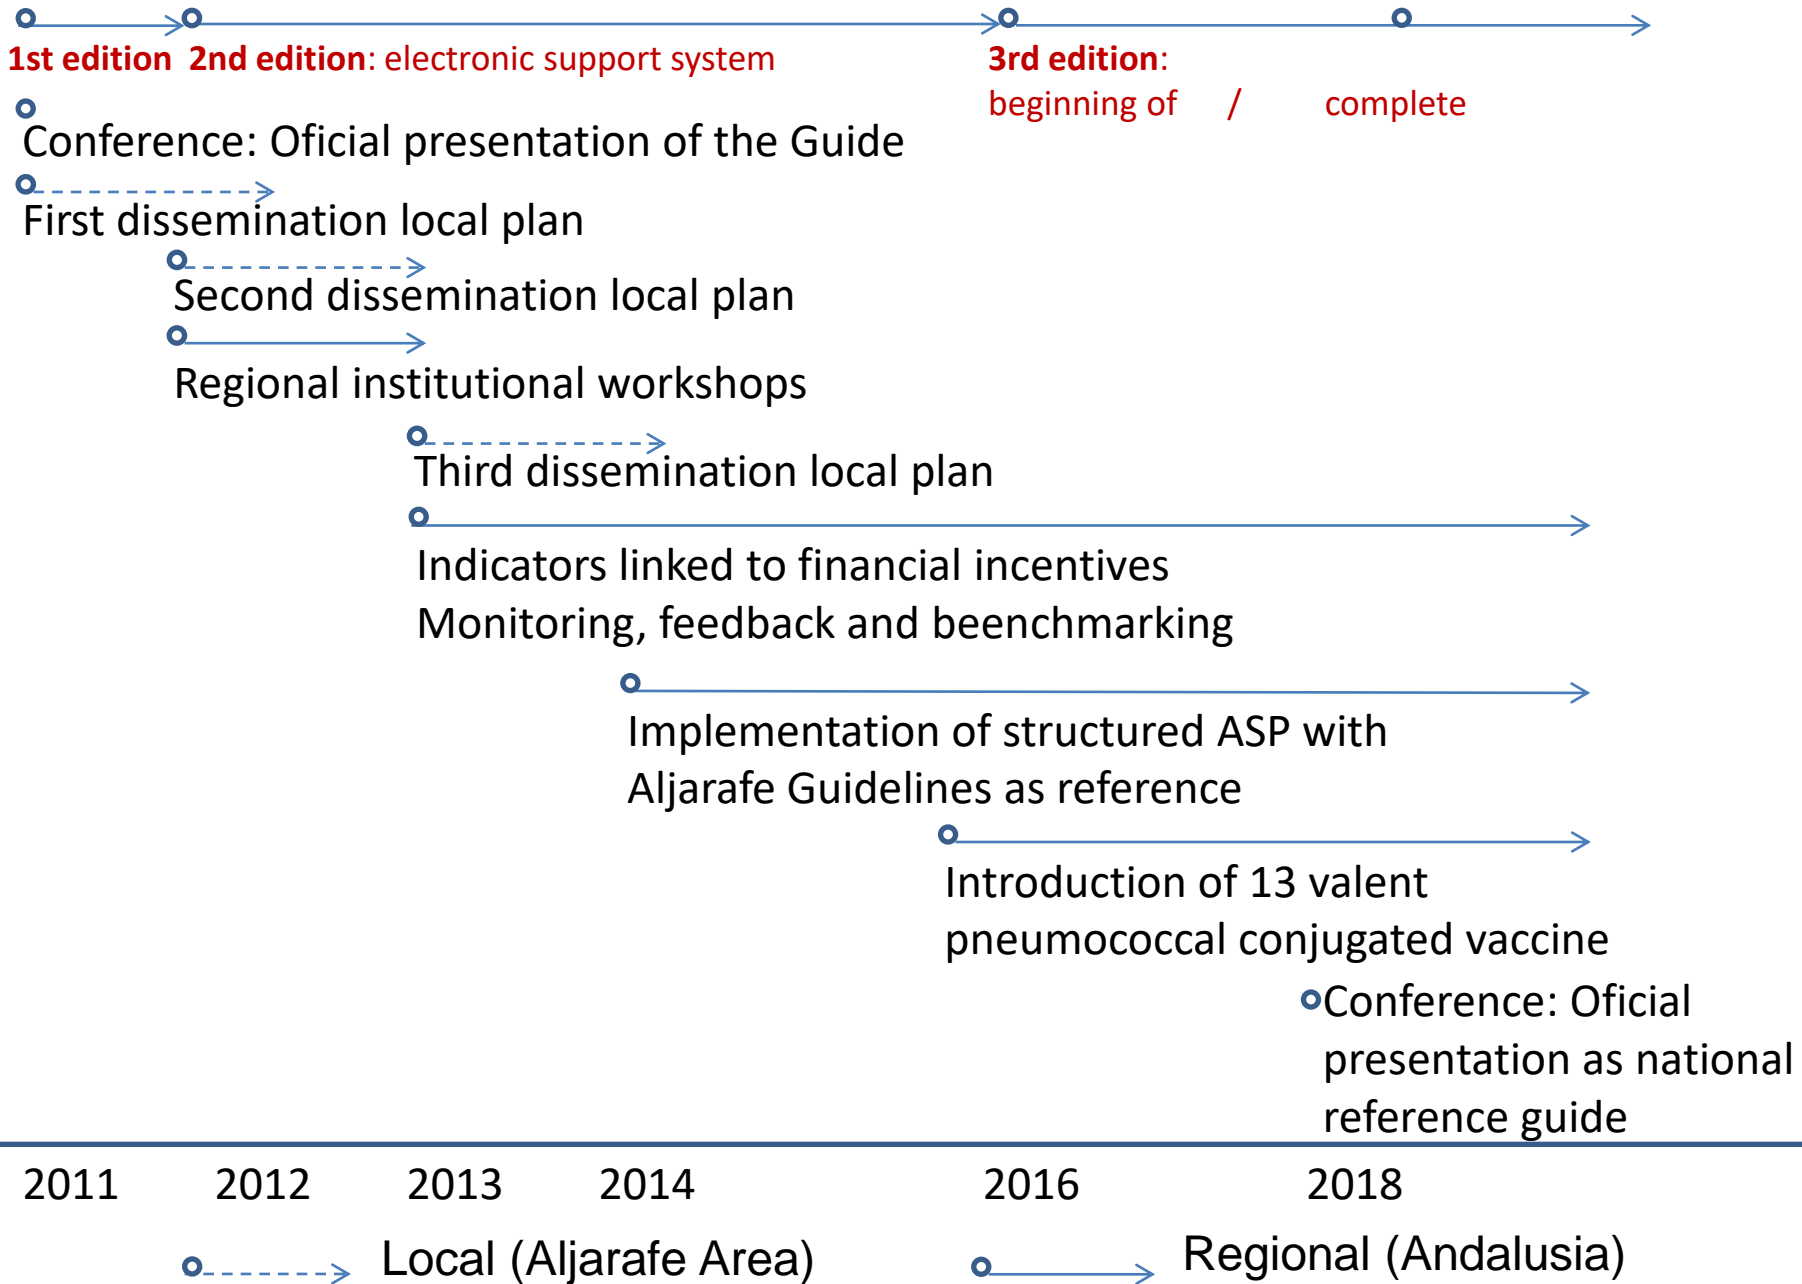 1st edition 2nd edition: electronic support system
3rd edition:
beginning of / complete
Conference: Oficial presentation of the Guide
First dissemination local plan
Second dissemination local plan
Regional institutional workshops
Third dissemination local plan
Indicators linked to financial incentives
Monitoring, feedback and beenchmarking
Implementation of structured ASP with
Aljarafe Guidelines as reference
Introduction of 13 valent
pneumococcal conjugated vaccine
Conference: Oficial
presentation as national
reference guide
2011 2012 2013 2014 2016 2018
Local (Aljarafe Area) Regional (Andalusia)